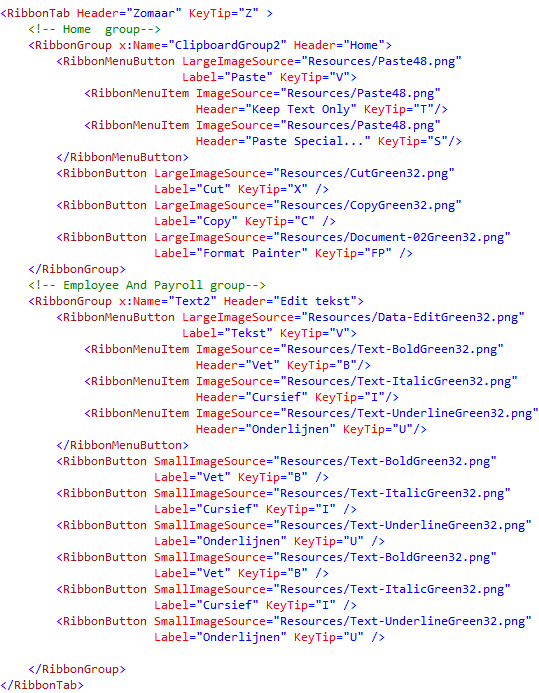 <RibbonTab Header="Zomaar" KeyTip="Z" >
    <!-- Home  group-->
    <RibbonGroup x:Name="ClipboardGroup2" Header="Home">
        <RibbonMenuButton LargeImageSource="Resources/Paste48.png"
                          Label="Paste" KeyTip="V">
            <RibbonMenuItem ImageSource="Resources/Paste48.png"
                            Header="Keep Text Only" KeyTip="T"/>
            <RibbonMenuItem ImageSource="Resources/Paste48.png"
                            Header="Paste Special..." KeyTip="S"/>
        </RibbonMenuButton>
        <RibbonButton LargeImageSource="Resources/CutGreen32.png"
                      Label="Cut" KeyTip="X" />
        <RibbonButton LargeImageSource="Resources/CopyGreen32.png"
                      Label="Copy" KeyTip="C" />
        <RibbonButton LargeImageSource="Resources/Document-02Green32.png"
                      Label="Format Painter" KeyTip="FP" />
    </RibbonGroup>
    <!-- Employee And Payroll group-->
    <RibbonGroup x:Name="Text2" Header="Edit tekst">
        <RibbonMenuButton LargeImageSource="Resources/Data-EditGreen32.png"
                          Label="Tekst" KeyTip="V">
            <RibbonMenuItem ImageSource="Resources/Text-BoldGreen32.png"
                            Header="Vet" KeyTip="B"/>
            <RibbonMenuItem ImageSource="Resources/Text-ItalicGreen32.png"
                            Header="Cursief" KeyTip="I"/>
            <RibbonMenuItem ImageSource="Resources/Text-UnderlineGreen32.png"
                            Header="Onderlijnen" KeyTip="U"/>
        </RibbonMenuButton>
        <RibbonButton SmallImageSource="Resources/Text-BoldGreen32.png"
                      Label="Vet" KeyTip="B" />
        <RibbonButton SmallImageSource="Resources/Text-ItalicGreen32.png"
                      Label="Cursief" KeyTip="I" />
        <RibbonButton SmallImageSource="Resources/Text-UnderlineGreen32.png"
                      Label="Onderlijnen" KeyTip="U" />
        <RibbonButton SmallImageSource="Resources/Text-BoldGreen32.png"
                      Label="Vet" KeyTip="B" />
        <RibbonButton SmallImageSource="Resources/Text-ItalicGreen32.png"
                      Label="Cursief" KeyTip="I" />
        <RibbonButton SmallImageSource="Resources/Text-UnderlineGreen32.png"
                      Label="Onderlijnen" KeyTip="U" />

    </RibbonGroup>
</RibbonTab>